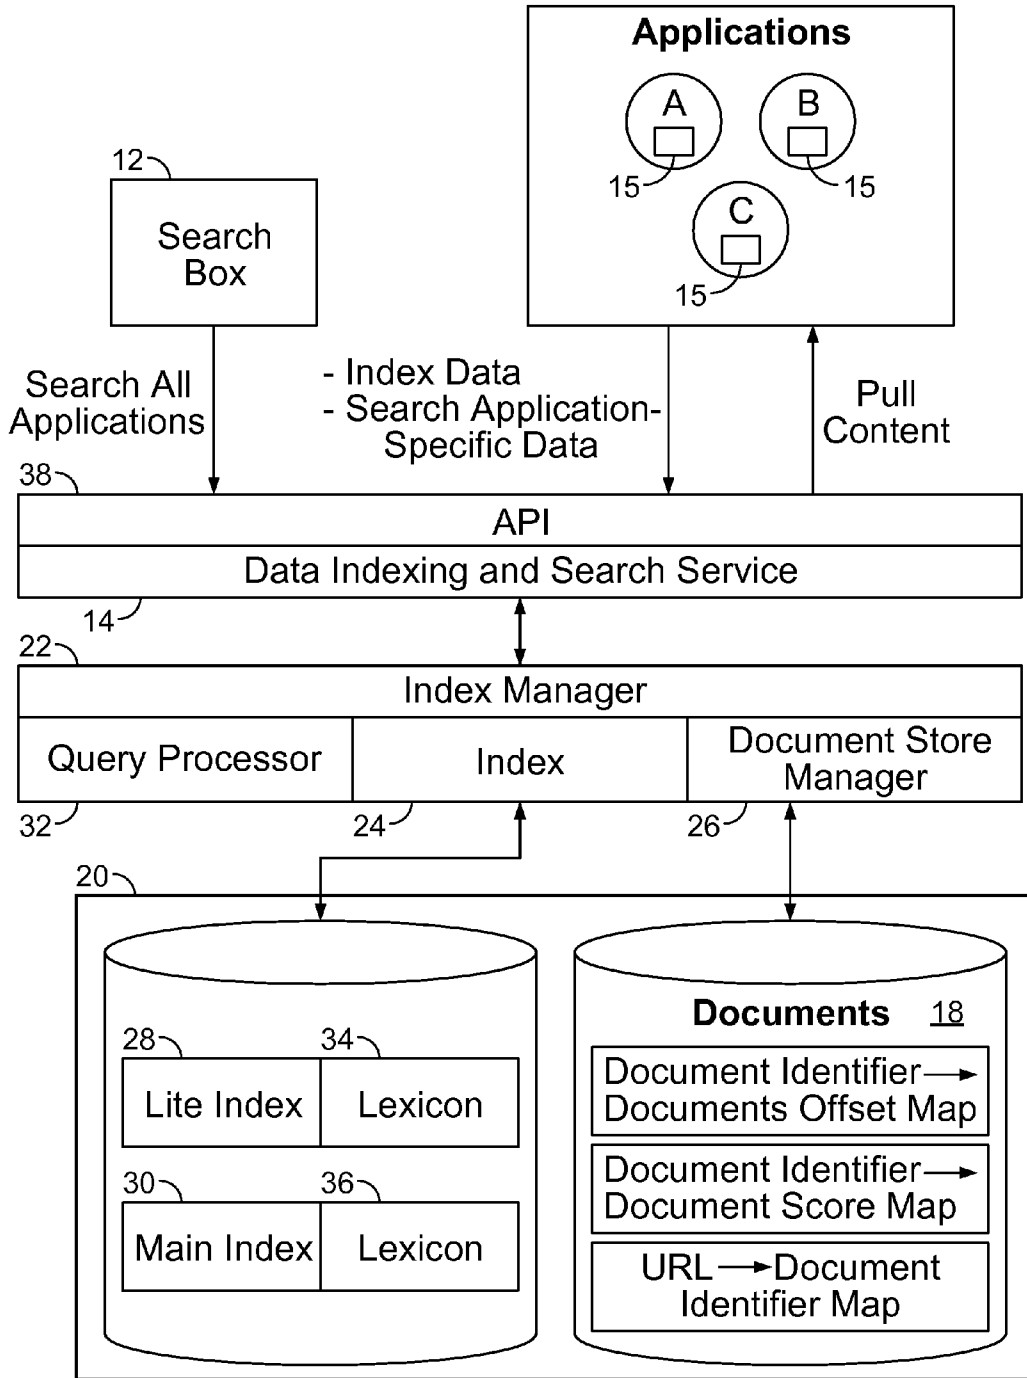 Applications
A
B
15
15
C
15
12
Search
Box
Search All
Applications
- Index Data
- Search Application-
Specific Data
Pull
Content
38
API
Data Indexing and Search Service
14
22
Index Manager
Query Processor
Index
Document Store
Manager
32
24
26
20
Documents 18
28
34
Lite Index
Lexicon
30
36
Main Index
Lexicon
Document Identifier →
Documents Offset Map
Document Identifier →
Document Score Map
URL → Document
Identifier Map